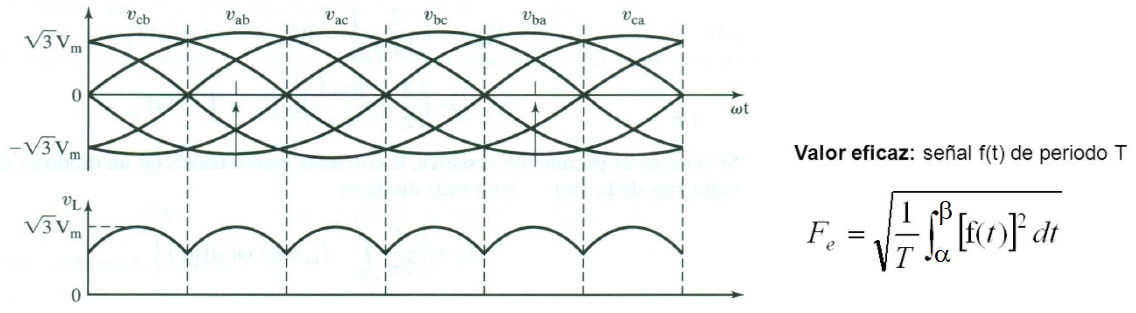 v_cb v_ab v_ac v_bc v_ba v_ca
√3 V_m
0
ωt
−√3 V_m
v_L
√3 V_m
0
Valor eficaz: señal f(t) de periodo T
F_e = √(1/T ∫_α^β [f(t)]² dt)